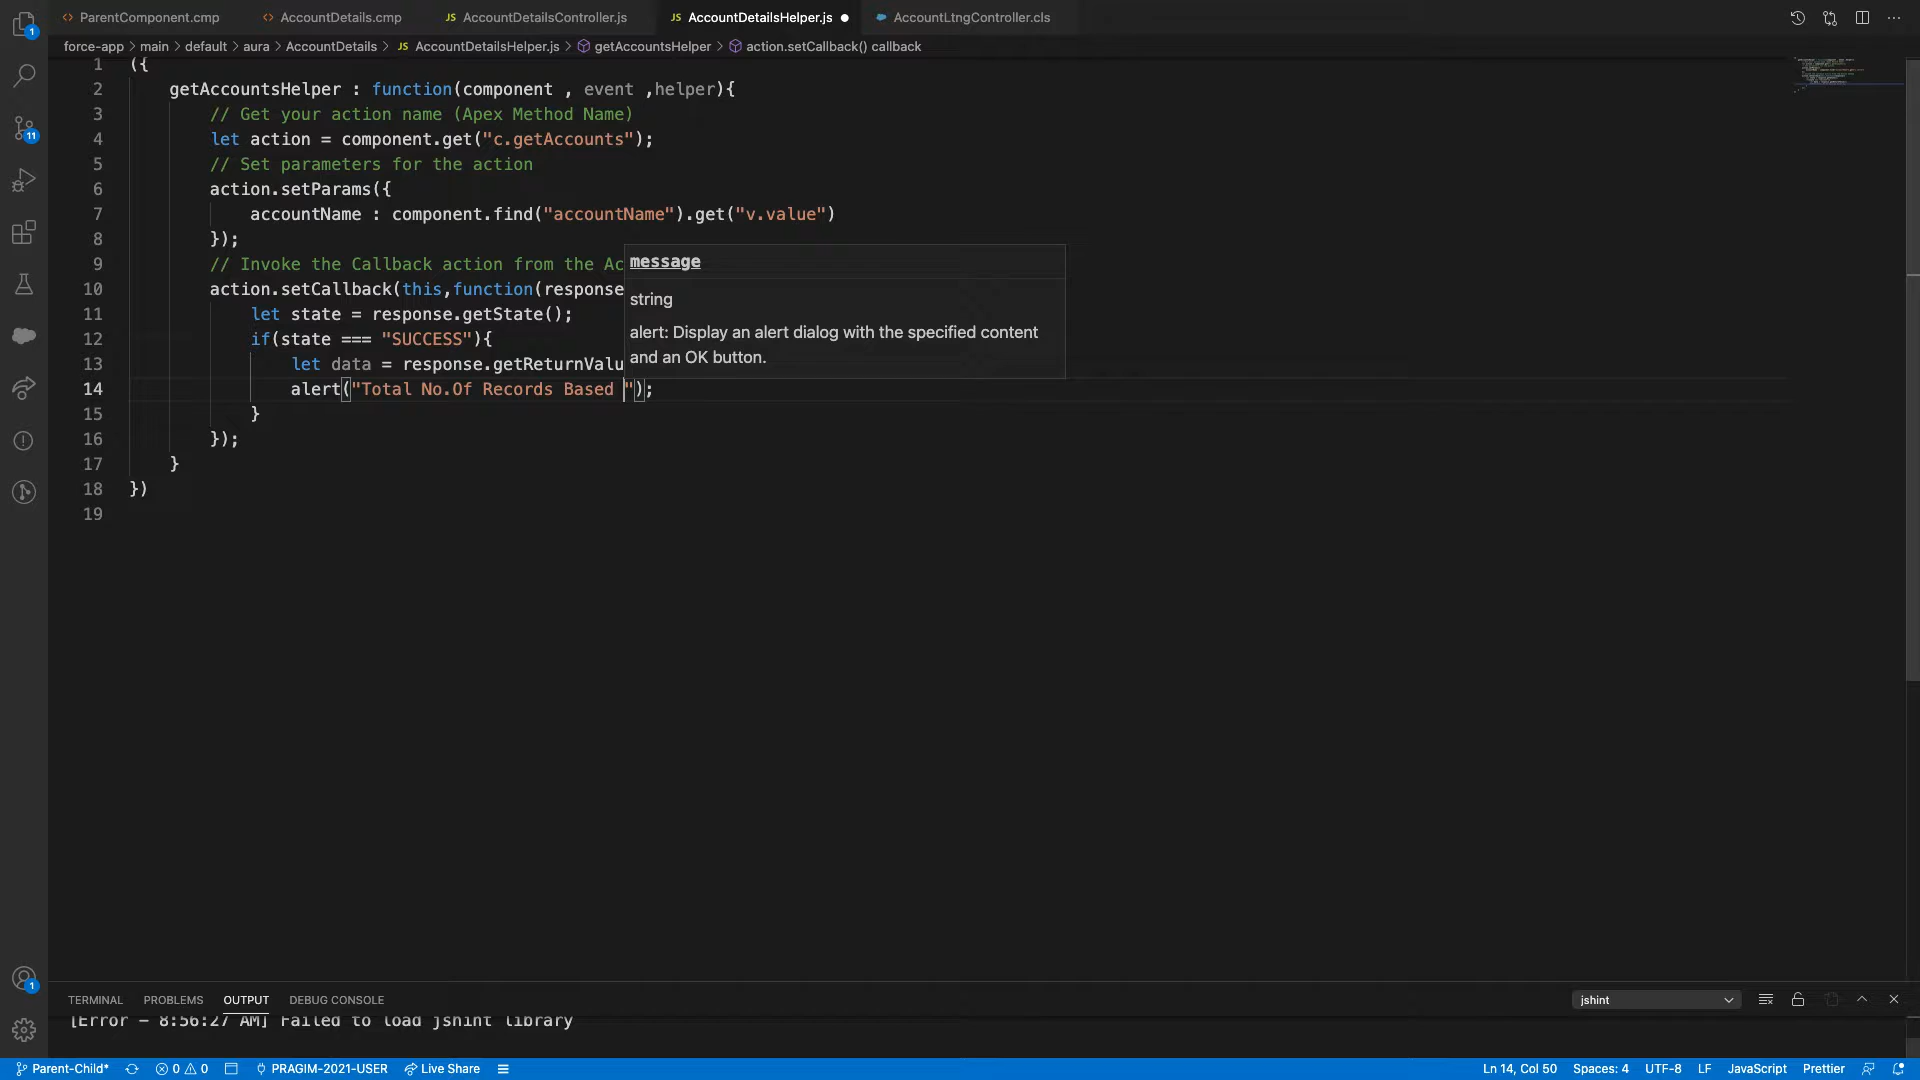 ParentComponent.cmp AccountDetails.cmp JS AccountDetailsController.js JS AccountDetailsHelper.js AccountLtngController.cls
force-app > main > default > aura > AccountDetails > JS AccountDetailsHelper.js > getAccountsHelper > action.setCallback() callback
1 ({
2 getAccountsHelper : function(component , event ,helper){
3 // Get your action name (Apex Method Name)
4 let action = component.get("c.getAccounts");
5 // Set parameters for the action
6 action.setParams({
7 accountName : component.find("accountName").get("v.value")
8 });
9 // Invoke the Callback action from the Ac
message
10 action.setCallback(this,function(response
string
11 let state = response.getState();
12 if(state === "SUCCESS"){
alert: Display an alert dialog with the specified content
and an OK button.
13 let data = response.getReturnValu
14 alert("Total No.Of Records Based ");
15 }
16 });
17 }
18 })
19
TERMINAL PROBLEMS OUTPUT DEBUG CONSOLE jshint
[Error - 8:56:27 AM] Failed to load jshint library
Parent-Child* 0 0 PRAGIM-2021-USER Live Share Ln 14, Col 50 Spaces: 4 UTF-8 LF JavaScript Prettier
1
11
1